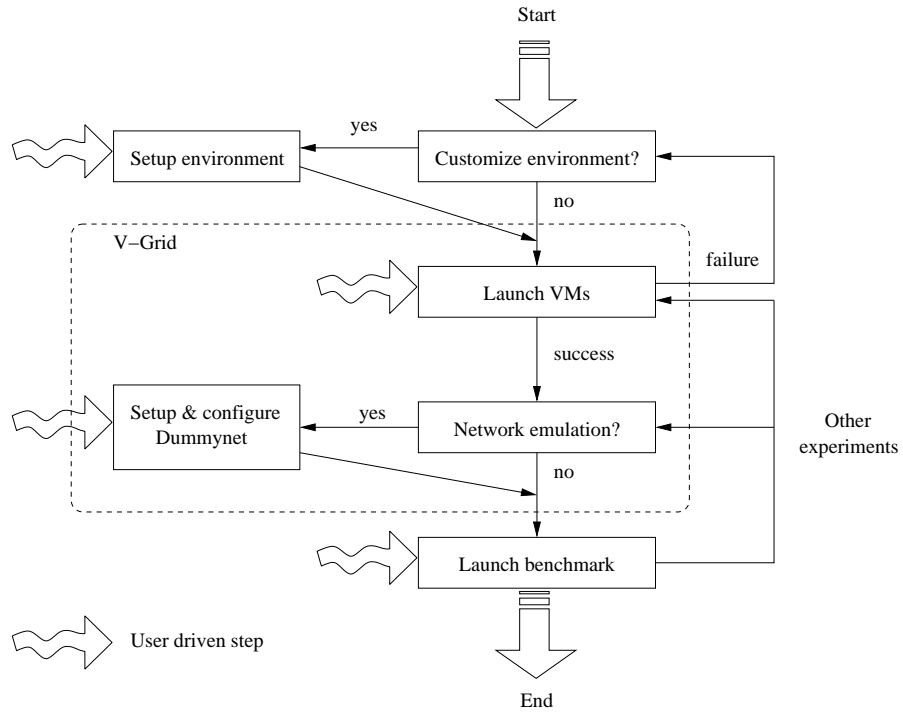 Start
yes
Setup environment
Customize environment?
no
V−Grid
failure
Launch VMs
success
Setup & configure
Dummynet
yes
Network emulation?
Other
experiments
no
Launch benchmark
User driven step
End